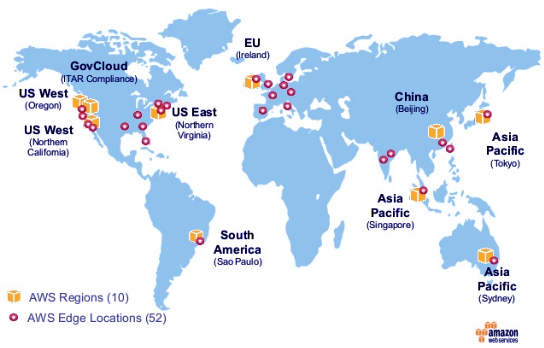 EU
(Ireland)
GovCloud
(ITAR Compliance)
US West
(Oregon)
US East
(Northern
Virginia)
US West
(Northern
California)
China
(Beijing)
Asia
Pacific
(Tokyo)
Asia
Pacific
(Singapore)
South
America
(Sao Paulo)
Asia
Pacific
(Sydney)
AWS Regions (10)
AWS Edge Locations (52)
amazon
web services